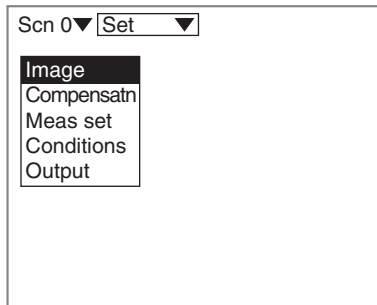 Scn 0▼ Set ▼
Image
Compensatn
Meas set
Conditions
Output